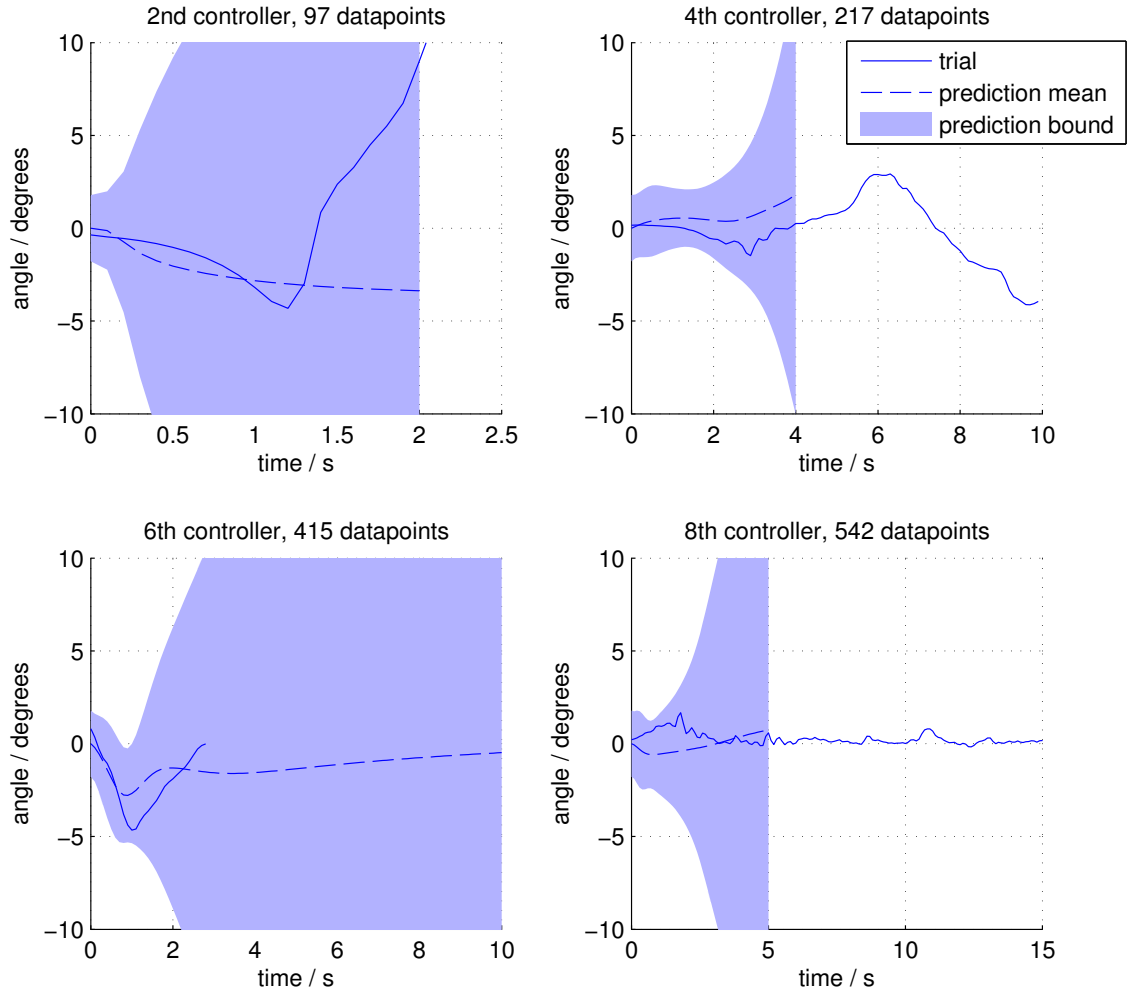 2nd controller, 97 datapoints
10
5
0
−5
−10
angle / degrees
0
0.5
1
1.5
2
2.5
time / s
4th controller, 217 datapoints
trial
prediction mean
prediction bound
10
5
0
−5
−10
angle / degrees
0
2
4
6
8
10
time / s
6th controller, 415 datapoints
10
5
0
−5
−10
angle / degrees
0
2
4
6
8
10
time / s
8th controller, 542 datapoints
10
5
0
−5
−10
angle / degrees
0
5
10
15
time / s